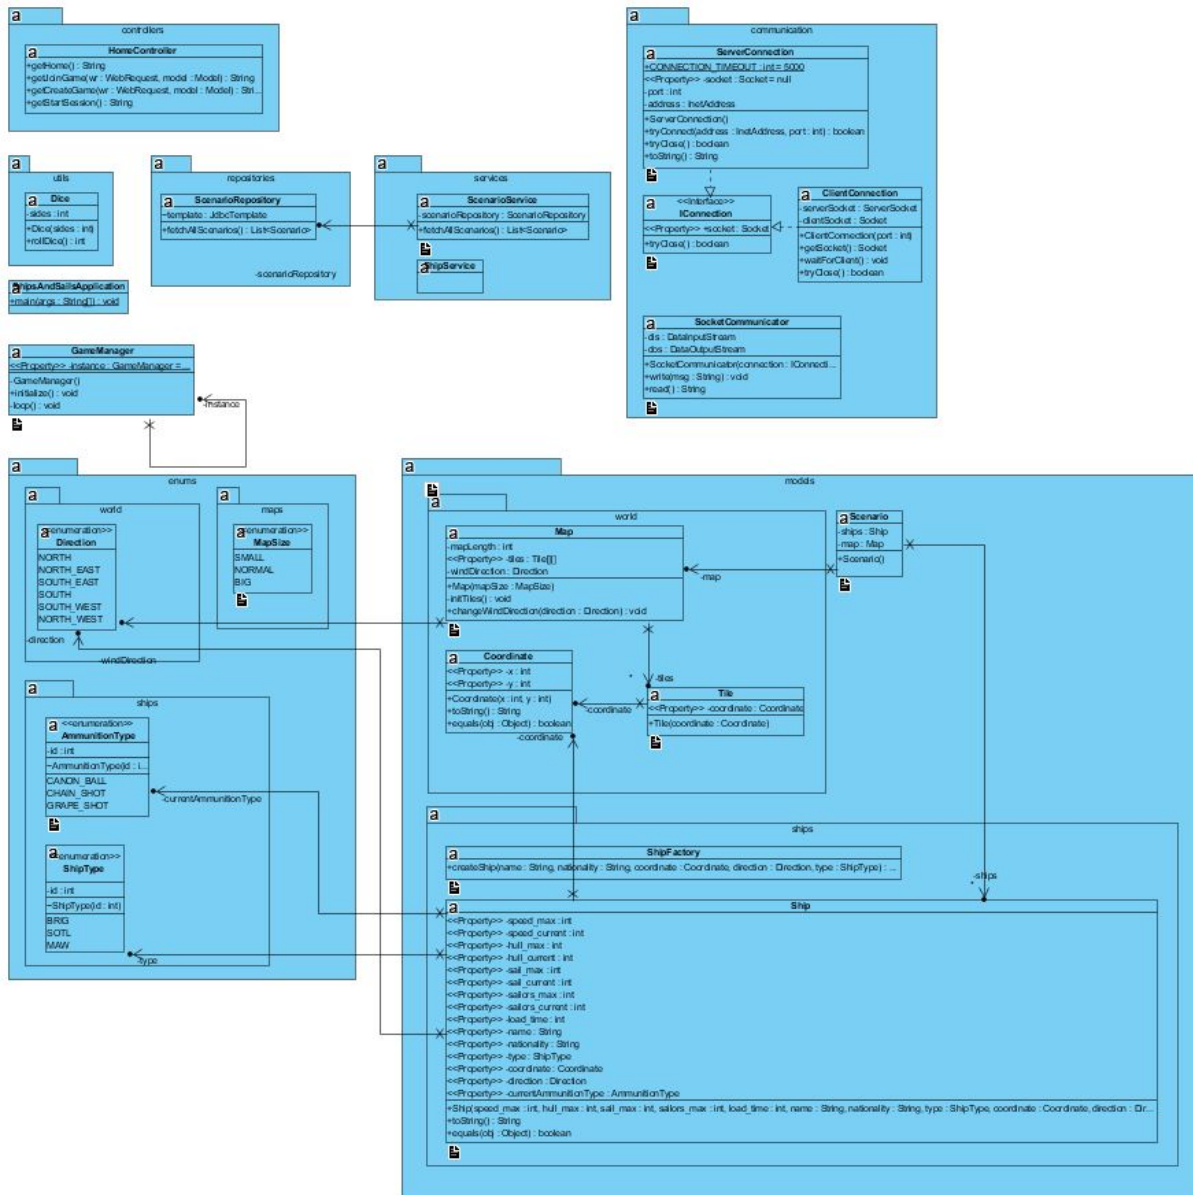 controllers
HomeController
+getHome() : String
+getJoinGame(wr : WebRequest, model : Model) : String
+getCreateGame(wr : WebRequest, model : Model) : Stri...
+getStartSession() : String
communication
ServerConnection
+CONNECTION_TIMEOUT : int = 5000
<<Property>> -socket : Socket = null
-port : int
-address : InetAddress
+ServerConnection()
+tryConnect(address : InetAddress, port : int) : boolean
+tryClose() : boolean
+toString() : String
<<Interface>>
IConnection
<<Property>> +socket : Socket
+tryClose() : boolean
ClientConnection
-serverSocket : ServerSocket
-clientSocket : Socket
+ClientConnection(port : int)
+getSocket() : Socket
+waitForClient() : void
+tryClose() : boolean
SocketCommunicator
-dis : DataInputStream
-dos : DataOutputStream
+SocketCommunicator(connection : IConnecti...
+write(msg : String) : void
+read() : String
utils
Dice
-sides : int
+Dice(sides : int)
+rollDice() : int
repositories
ScenarioRepository
~template : JdbcTemplate
+fetchAllScenarios() : List<Scenario>
-scenarioRepository
services
ScenarioService
-scenarioRepository : ScenarioRepository
+fetchAllScenarios() : List<Scenario>
ShipService
ShipsAndSailsApplication
+main(args : String[]) : void
GameManager
<<Property>> -instance : GameManager =...
-GameManager()
+initialize() : void
-loop() : void
-instance
enums
world
<<enumeration>>
Direction
NORTH
NORTH_EAST
SOUTH_EAST
SOUTH
SOUTH_WEST
NORTH_WEST
-direction
-windDirection
maps
<<enumeration>>
MapSize
SMALL
NORMAL
BIG
ships
<<enumeration>>
AmmunitionType
-id : int
~AmmunitionType(id : i...
CANON_BALL
CHAIN_SHOT
GRAPE_SHOT
-currentAmmunitionType
<<enumeration>>
ShipType
-id : int
~ShipType(id : int)
BRIG
SOTL
MAW
-type
models
world
Map
-mapLength : int
<<Property>> -tiles : Tile[][]
-windDirection : Direction
+Map(mapSize : MapSize)
-initTiles() : void
+changeWindDirection(direction : Direction) : void
-map
Scenario
-ships : Ship
-map : Map
+Scenario()
Coordinate
<<Property>> -x : int
<<Property>> -y : int
+Coordinate(x : int, y : int)
+toString() : String
+equals(obj : Object) : boolean
-coordinate
*
-tiles
-coordinate
Tile
<<Property>> -coordinate : Coordinate
+Tile(coordinate : Coordinate)
ships
ShipFactory
+createShip(name : String, nationality : String, coordinate : Coordinate, direction : Direction, type : ShipType) : ...
-ships
*
Ship
<<Property>> -speed_max : int
<<Property>> -speed_current : int
<<Property>> -hull_max : int
<<Property>> -hull_current : int
<<Property>> -sail_max : int
<<Property>> -sail_current : int
<<Property>> -sailors_max : int
<<Property>> -sailors_current : int
<<Property>> -load_time : int
<<Property>> -name : String
<<Property>> -nationality : String
<<Property>> -type : ShipType
<<Property>> -coordinate : Coordinate
<<Property>> -direction : Direction
<<Property>> -currentAmmunitionType : AmmunitionType
+Ship(speed_max : int, hull_max : int, sail_max : int, sailors_max : int, load_time : int, name : String, nationality : String, type : ShipType, coordinate : Coordinate, direction : Dir...
+toString() : String
+equals(obj : Object) : boolean